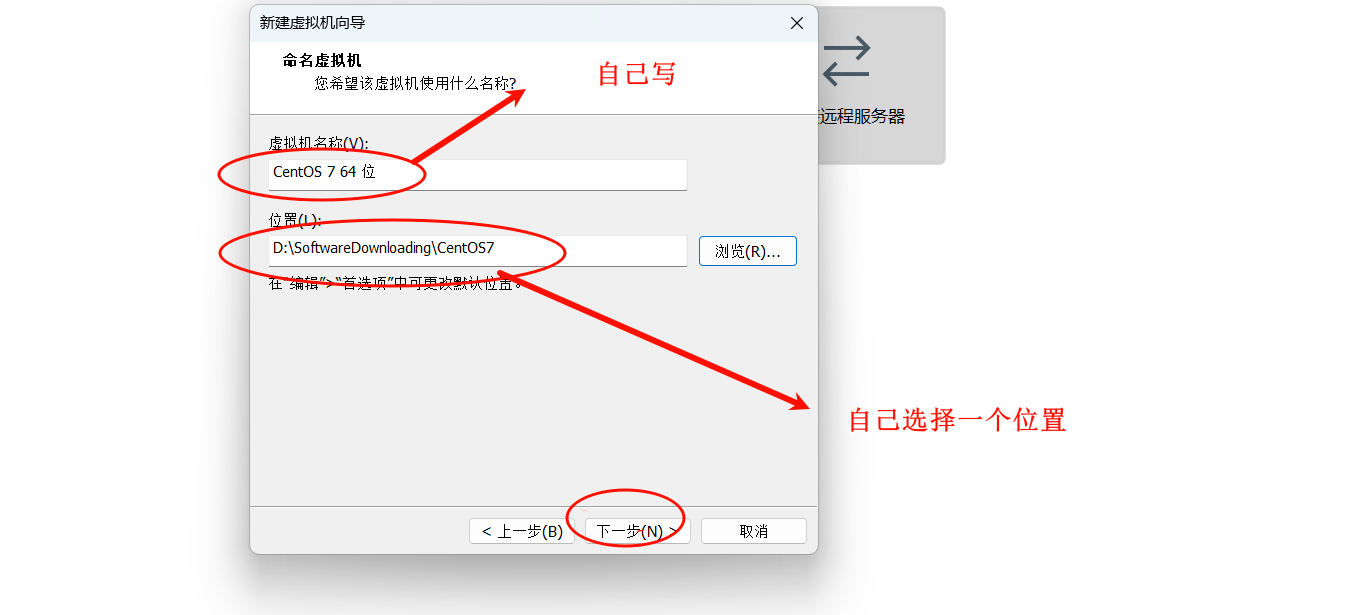 新建虚拟机向导
命名虚拟机
您希望该虚拟机使用什么名称?
自己写
远程服务器
虚拟机名称(V):
CentOS 7 64 位
位置(L):
D:\SoftwareDownloading\CentOS7
浏览(R)...
在“编辑”>“首选项”中可更改默认位置。
自己选择一个位置
< 上一步(B)
下一步(N) >
取消